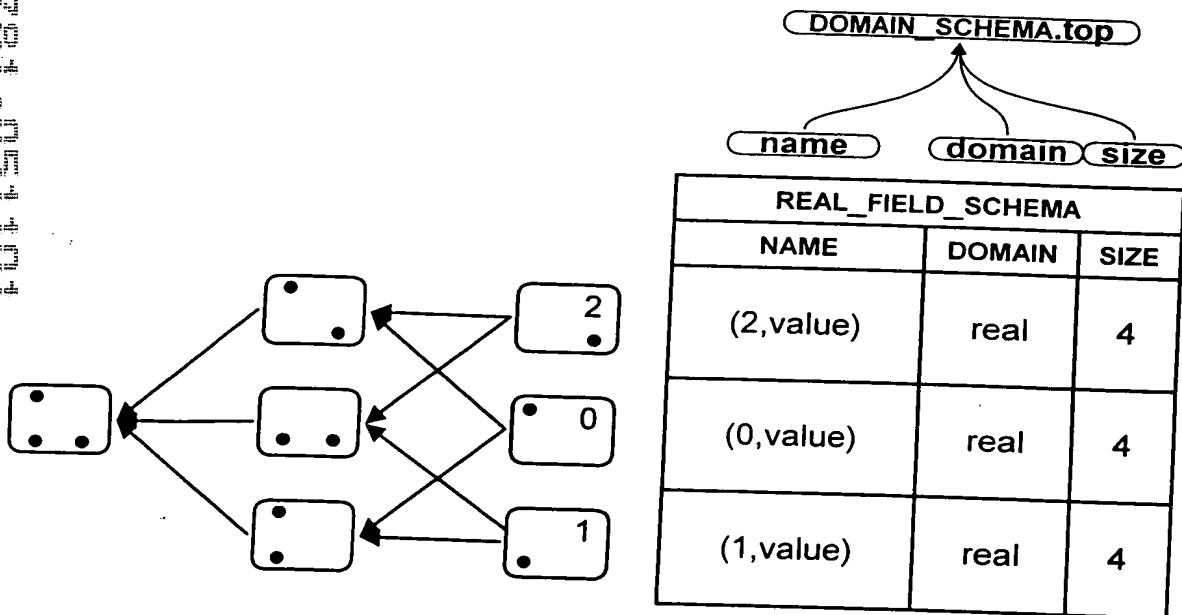 DOMAIN_SCHEMA.top
name domain size
REAL_FIELD_SCHEMA
NAME DOMAIN SIZE
2
(2,value) real 4
0
(0,value) real 4
1
(1,value) real 4